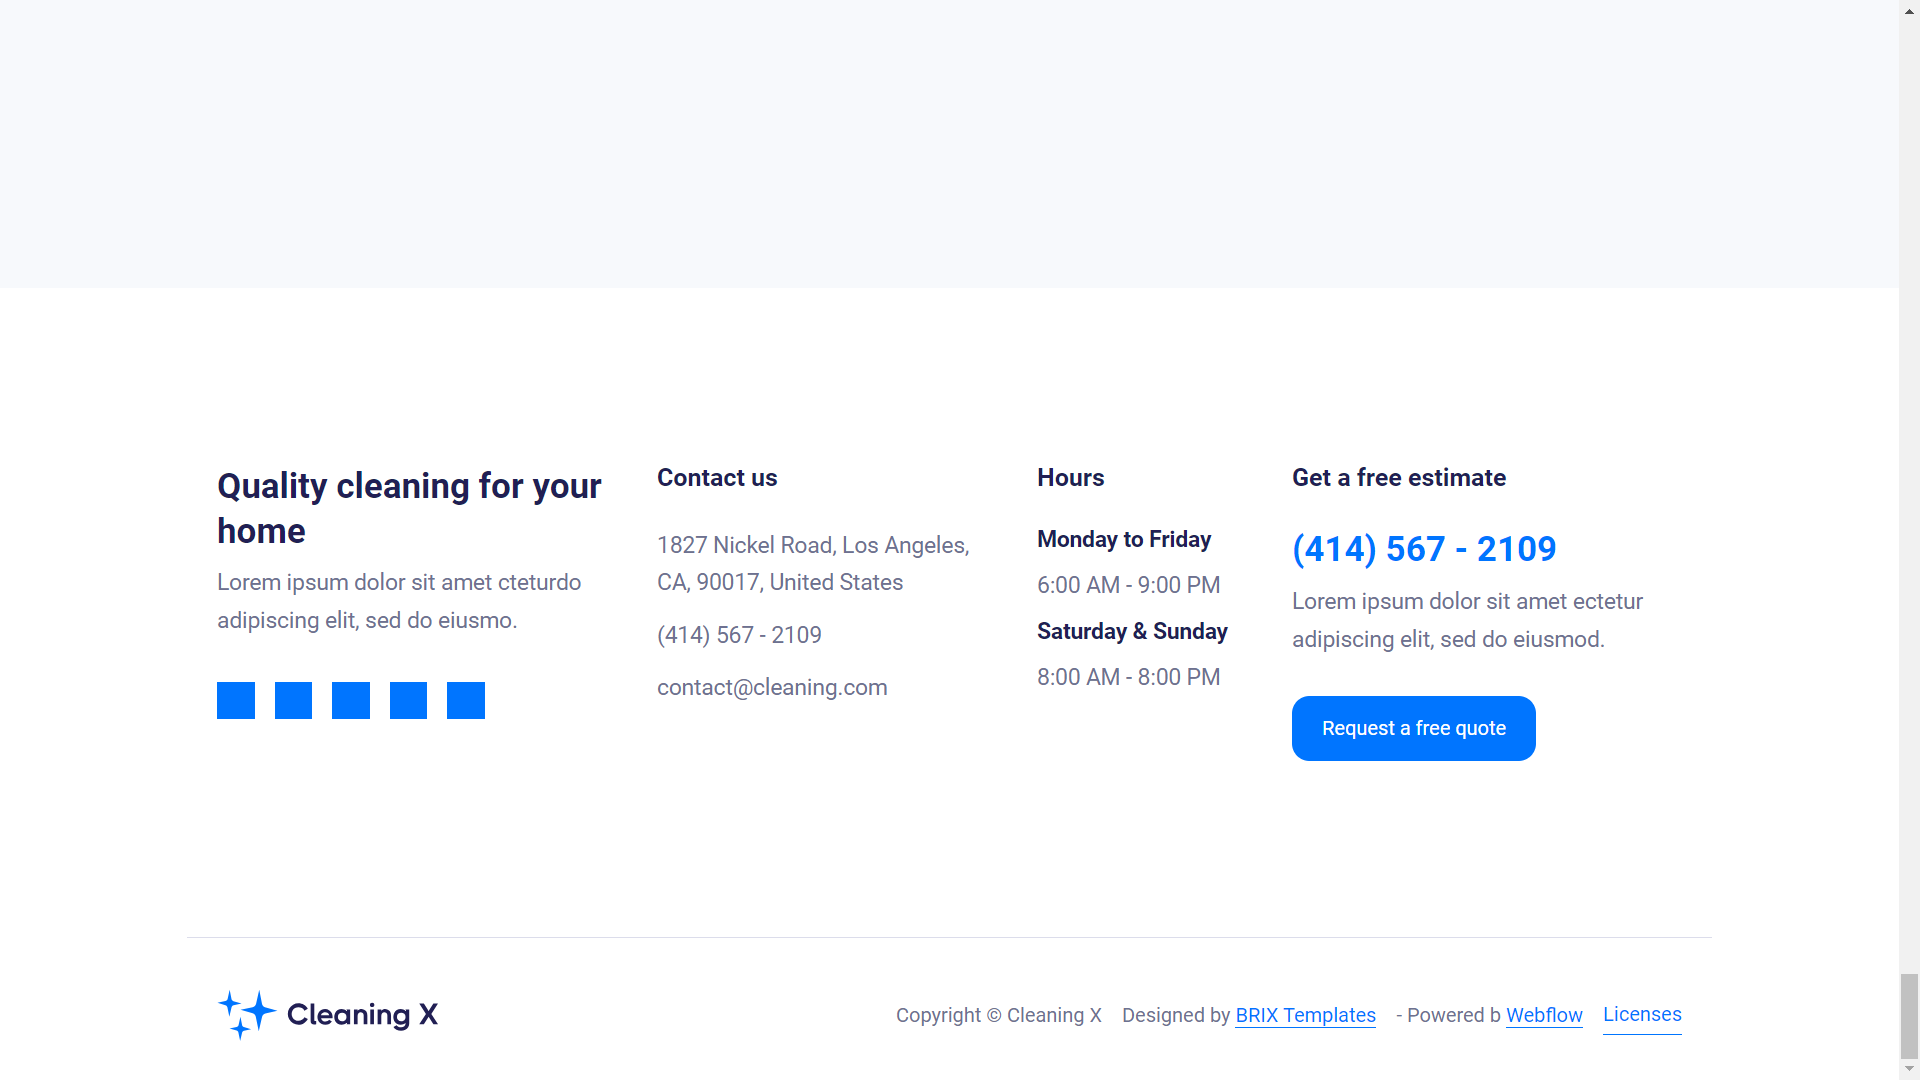 Quality cleaning for your
home
Lorem ipsum dolor sit amet cteturdo
adipiscing elit, sed do eiusmo.
Contact us
1827 Nickel Road, Los Angeles,
CA, 90017, United States
(414) 567 - 2109
contact@cleaning.com
Hours
Monday to Friday
6:00 AM - 9:00 PM
Saturday & Sunday
8:00 AM - 8:00 PM
Get a free estimate
(414) 567 - 2109
Lorem ipsum dolor sit amet ectetur
adipiscing elit, sed do eiusmod.
Request a free quote
Cleaning X
Copyright © Cleaning X Designed by BRIX Templates - Powered b Webflow Licenses